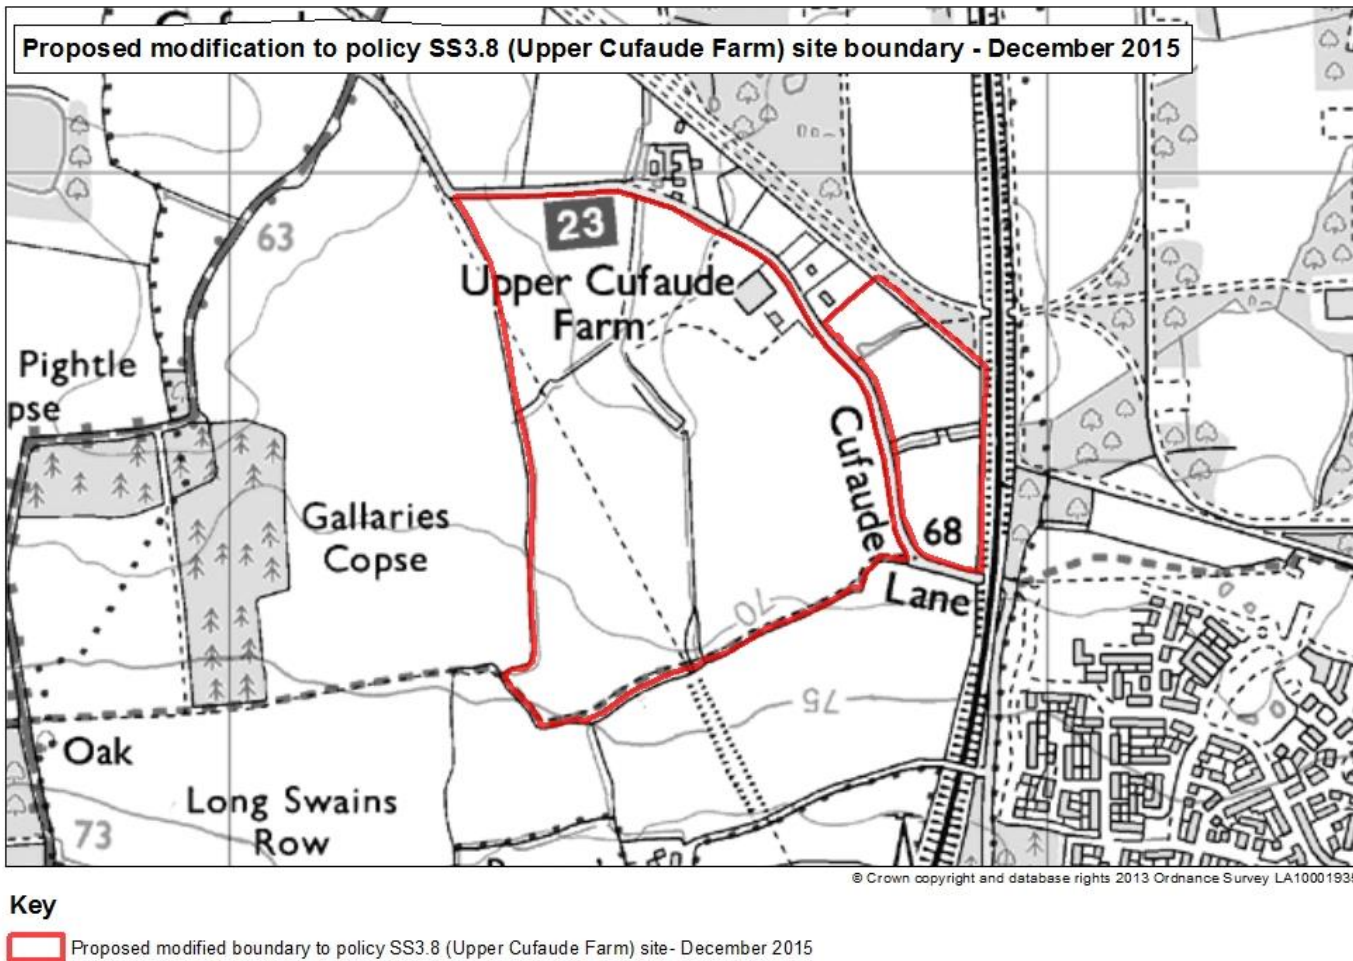 Proposed modification to policy SS3.8 (Upper Cufaude Farm) site boundary - December 2015
23
63
Upper Cufaude
Farm
Pightle
pse
Cufaude
Lane
68
Gallaries
Copse
70
75
Oak
Long Swains
Row
73
© Crown copyright and database rights 2013 Ordnance Survey LA10001935
Key
Proposed modified boundary to policy SS3.8 (Upper Cufaude Farm) site- December 2015